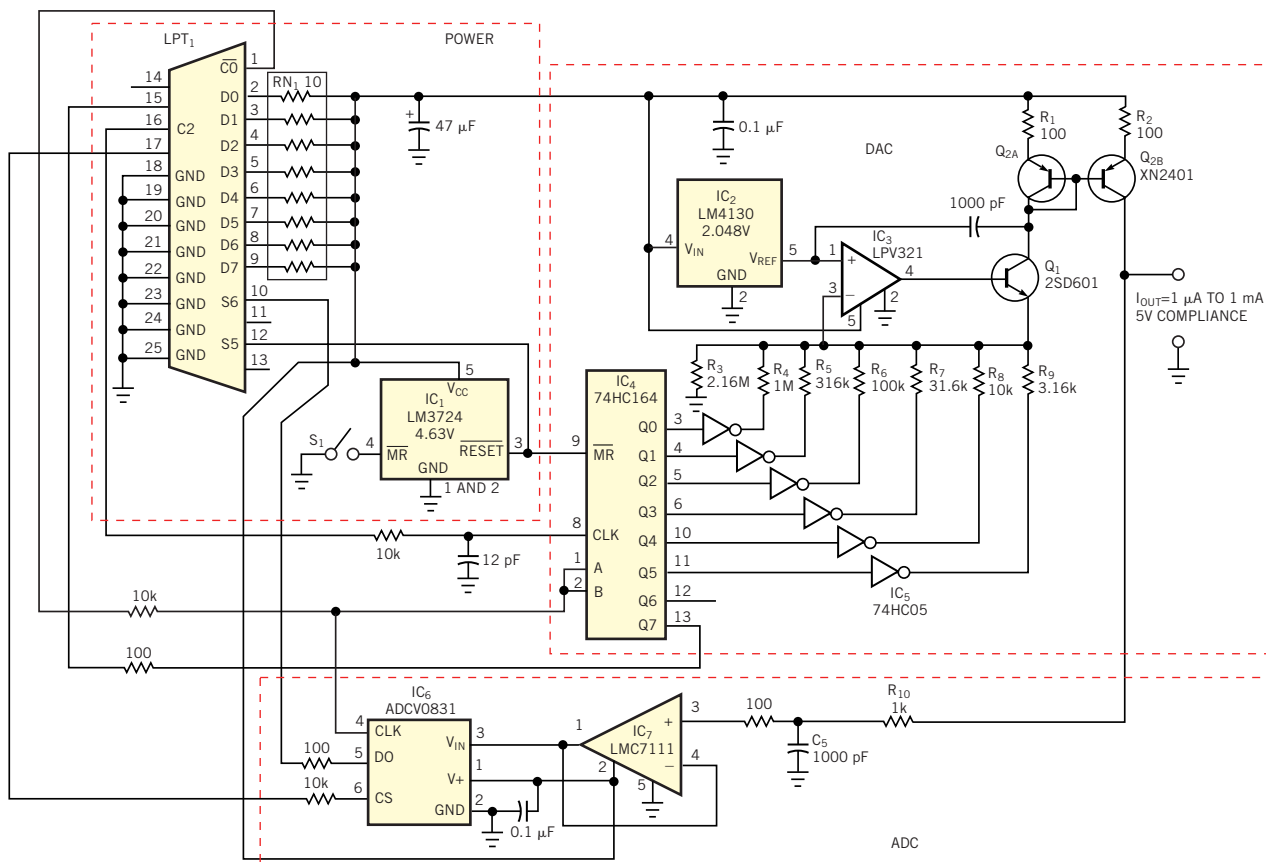 LPT1
POWER
C̅0̅
1
14
15
16
17
18
19
20
21
22
23
24
25
C2
GND
GND
GND
GND
GND
GND
GND
GND
D0
D1
D2
D3
D4
D5
D6
D7
S6
S5
2
3
4
5
6
7
8
9
10
11
12
13
RN1 10
+
47 µF
0.1 µF
DAC
R1
100
R2
100
Q2A
Q2B
XN2401
1000 pF
IC2
LM4130
2.048V
4
VIN
VREF
5
GND
2
IC3
LPV321
1
+
3
–
4
2
5
Q1
2SD601
IOUT=1 µA TO 1 mA
5V COMPLIANCE
5
VCC
IC1
LM3724
4.63V
S1
4
M̅R̅
R̅E̅S̅E̅T̅
3
GND
1 AND 2
IC4
74HC164
9
M̅R̅
8
CLK
1
A
2
B
Q0
3
Q1
4
Q2
5
Q3
6
Q4
10
Q5
11
Q6
12
Q7
13
R3
2.16M
R4
1M
R5
316k
R6
100k
R7
31.6k
R8
10k
R9
3.16k
IC5
74HC05
10k
12 pF
10k
100
IC6
ADCV0831
4
CLK
100
5
DO
10k
6
CS
VIN
3
V+
1
GND
2
0.1 µF
1
IC7
LMC7111
2
5
+
3
–
4
100
C5
1000 pF
R10
1k
ADC